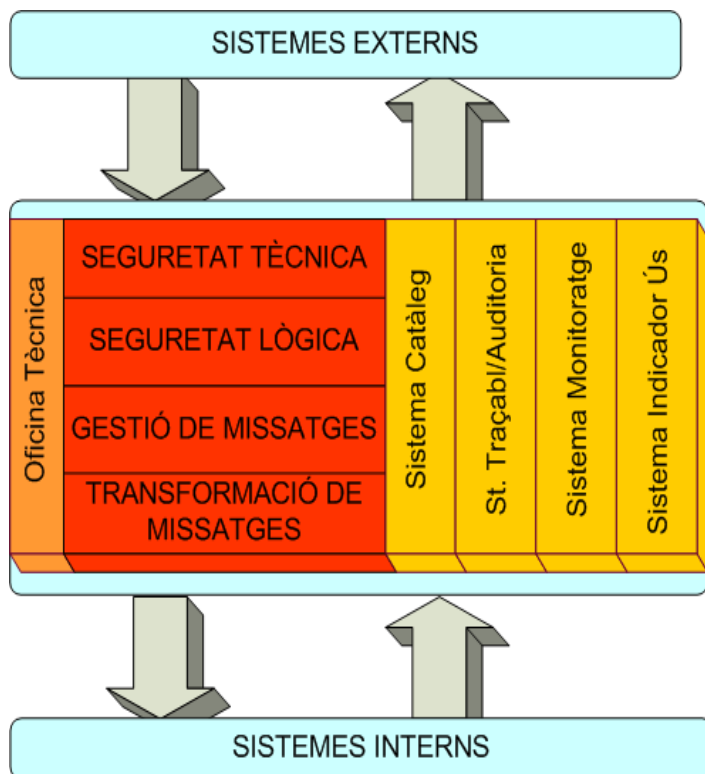 SISTEMES EXTERNS
Oficina Tècnica
SEGURETAT TÈCNICA
SEGURETAT LÒGICA
GESTIÓ DE MISSATGES
TRANSFORMACIÓ DE
MISSATGES
Sistema Catàleg
St. Traçabl/Auditoria
Sistema Monitoratge
Sistema Indicador Ús
SISTEMES INTERNS